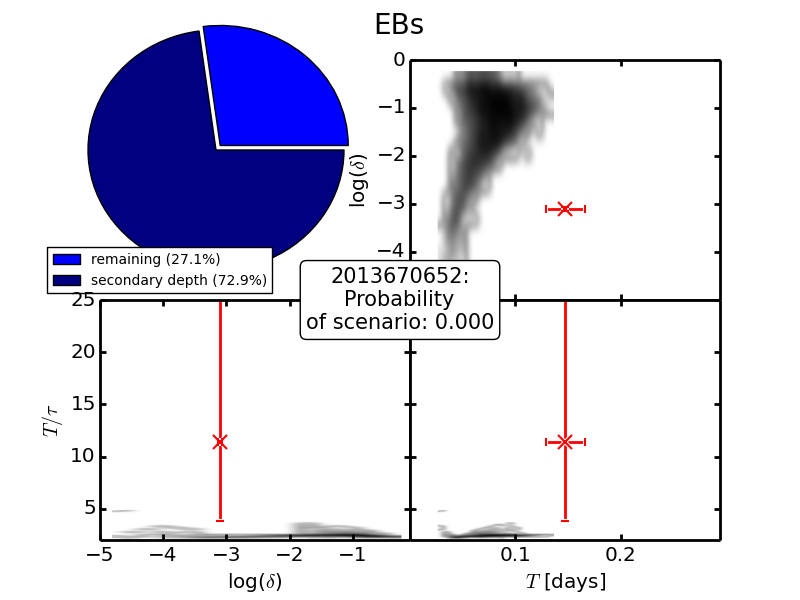 EBs
remaining (27.1%)
secondary depth (72.9%)
0
−1
−2
−3
−4
log(δ)
2013670652:
Probability
of scenario: 0.000
25
20
15
10
5
T/τ
−5 −4 −3 −2 −1
log(δ)
0.1 0.2
T [days]